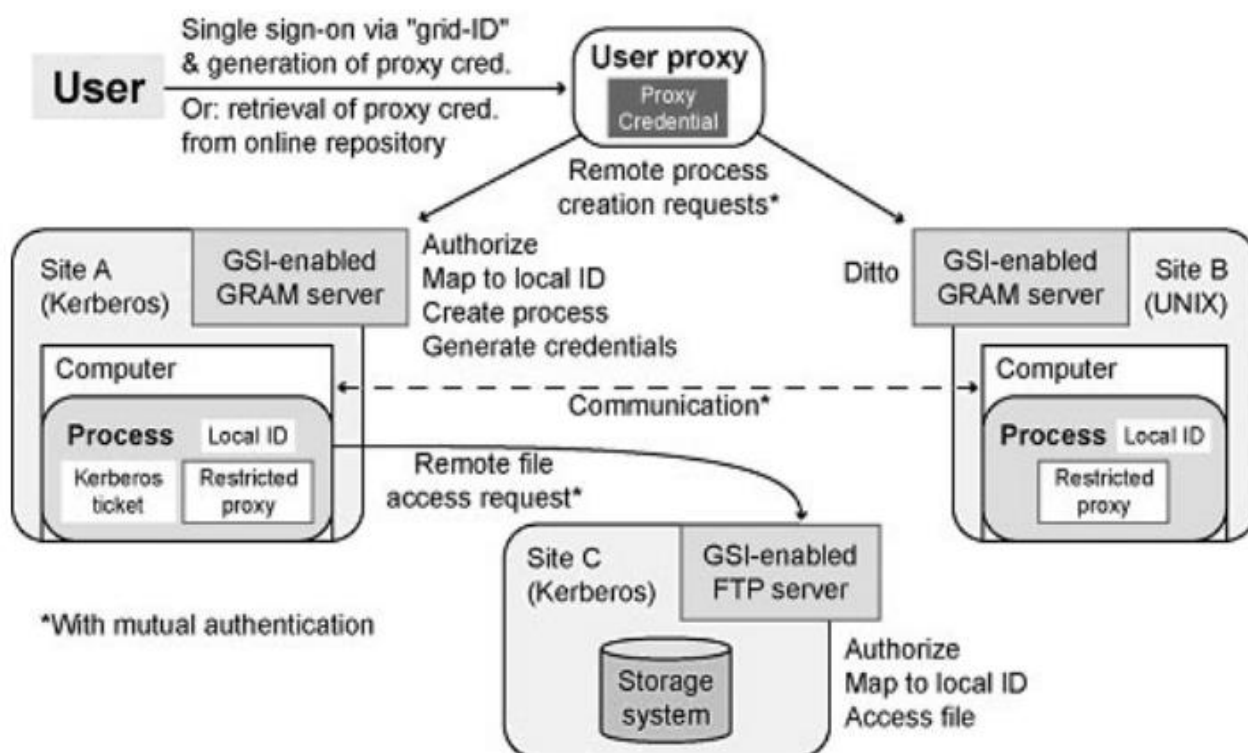 Single sign-on via "grid-ID"
& generation of proxy cred.
User
Or: retrieval of proxy cred.
from online repository
User proxy
Proxy
Credential
Remote process
creation requests*
Site A
(Kerberos)
GSI-enabled
GRAM server
Authorize
Map to local ID
Create process
Generate credentials
Ditto
GSI-enabled
GRAM server
Site B
(UNIX)
Computer
Process
Local ID
Kerberos
ticket
Restricted
proxy
Communication*
Computer
Process
Local ID
Restricted
proxy
Remote file
access request*
Site C
(Kerberos)
GSI-enabled
FTP server
Storage
system
Authorize
Map to local ID
Access file
*With mutual authentication